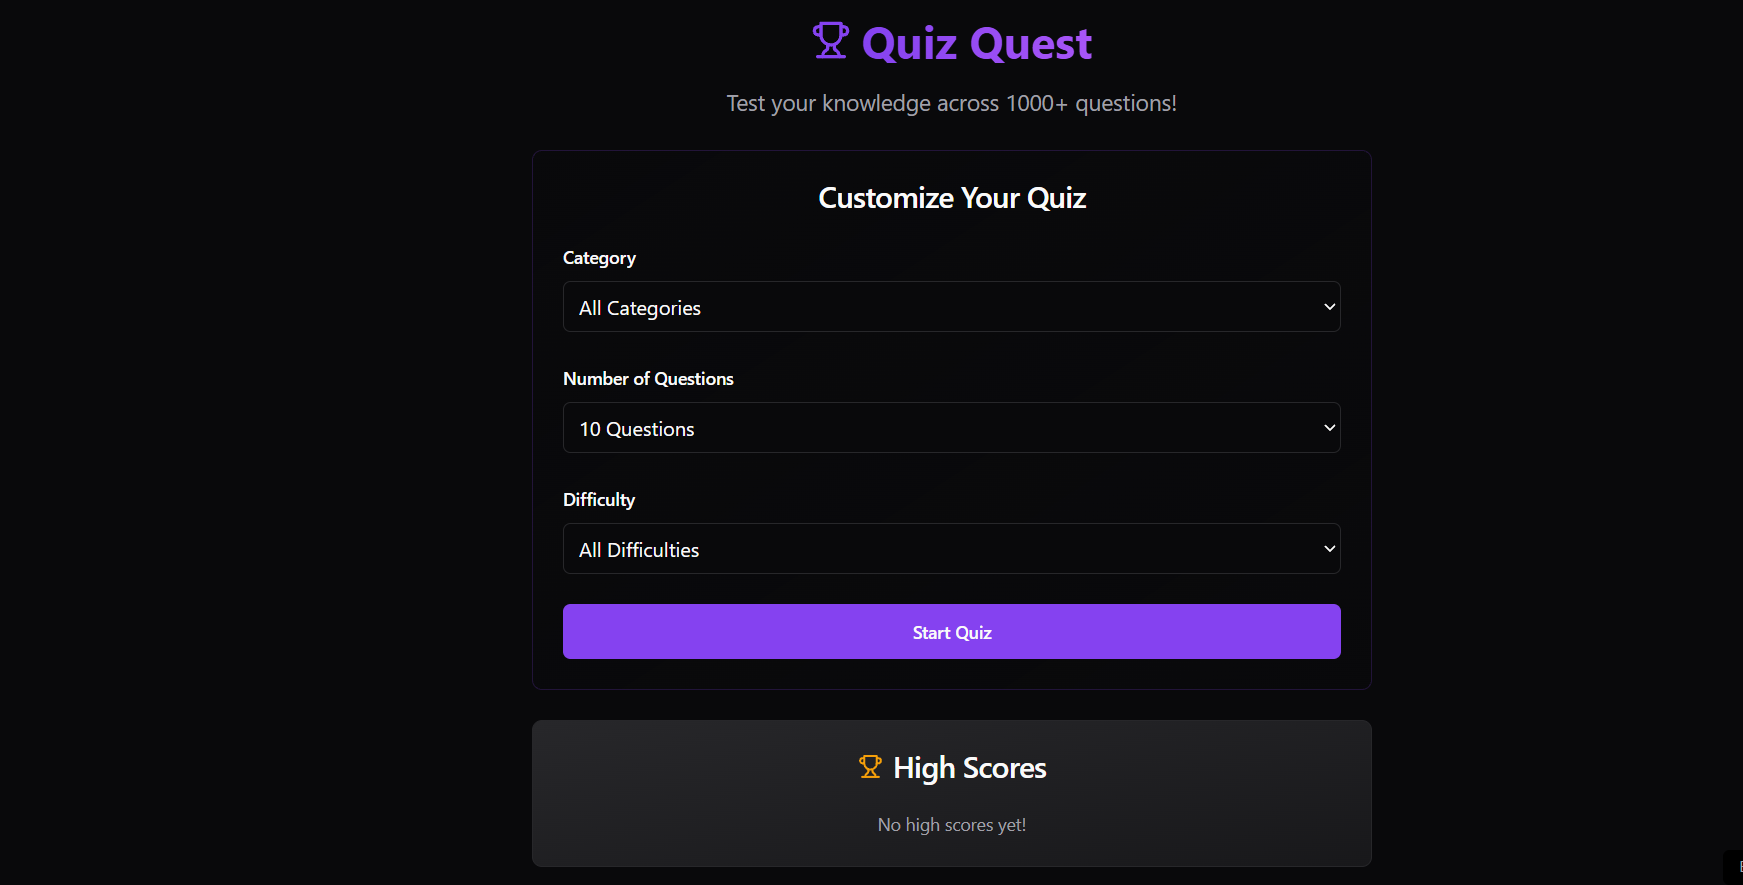 Quiz Quest
Test your knowledge across 1000+ questions!
Customize Your Quiz
Category
All Categories
Number of Questions
10 Questions
Difficulty
All Difficulties
Start Quiz
High Scores
No high scores yet!